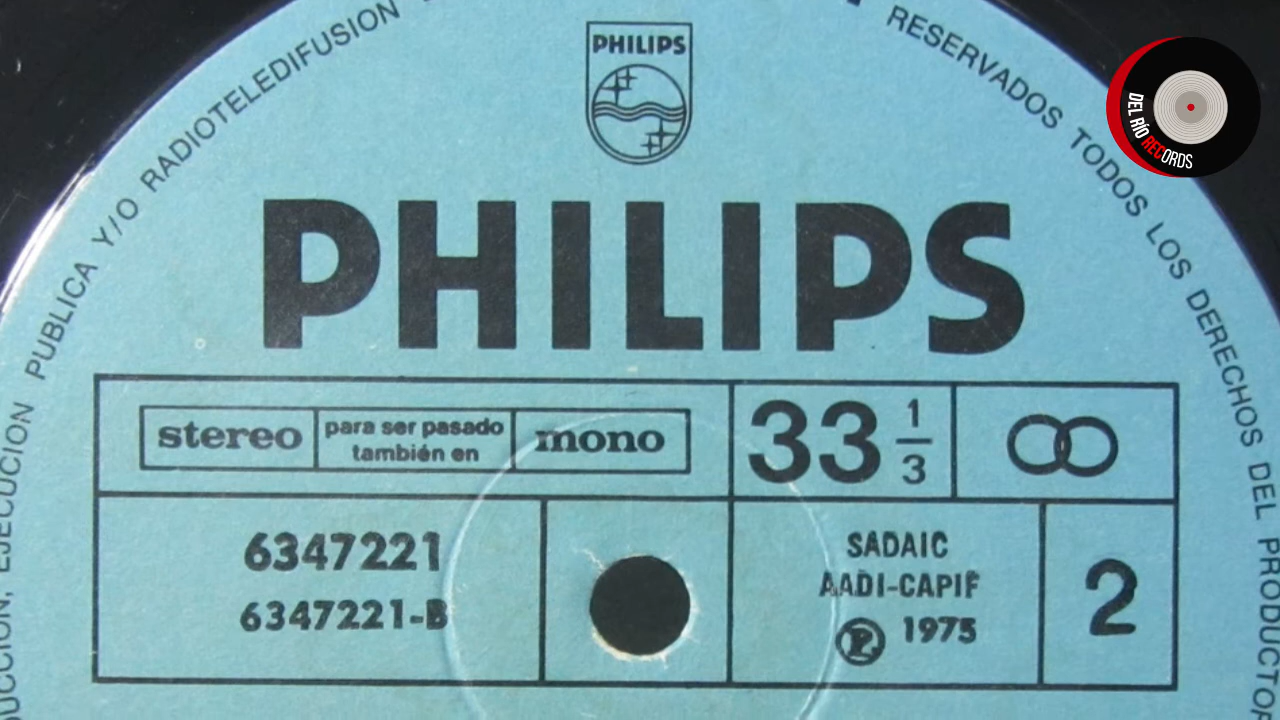 UCCION, EJECUCION PUBLICA Y/O RADIOTELEDIFUSION
RESERVADOS TODOS LOS DERECHOS DEL PRODUCTOR
PHILIPS
DEL RÍO RECORDS
PHILIPS
stereo
para ser pasado
también en
mono
33 1/3
6347221
6347221-B
SADAIC
AADI-CAPIF
Ⓟ 1975
2